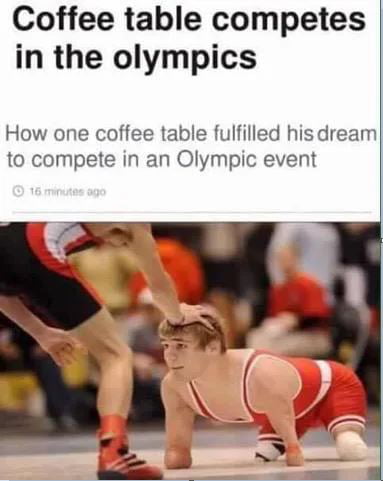 Coffee table competes
in the olympics
How one coffee table fulfilled his dream
to compete in an Olympic event
16 minutes ago